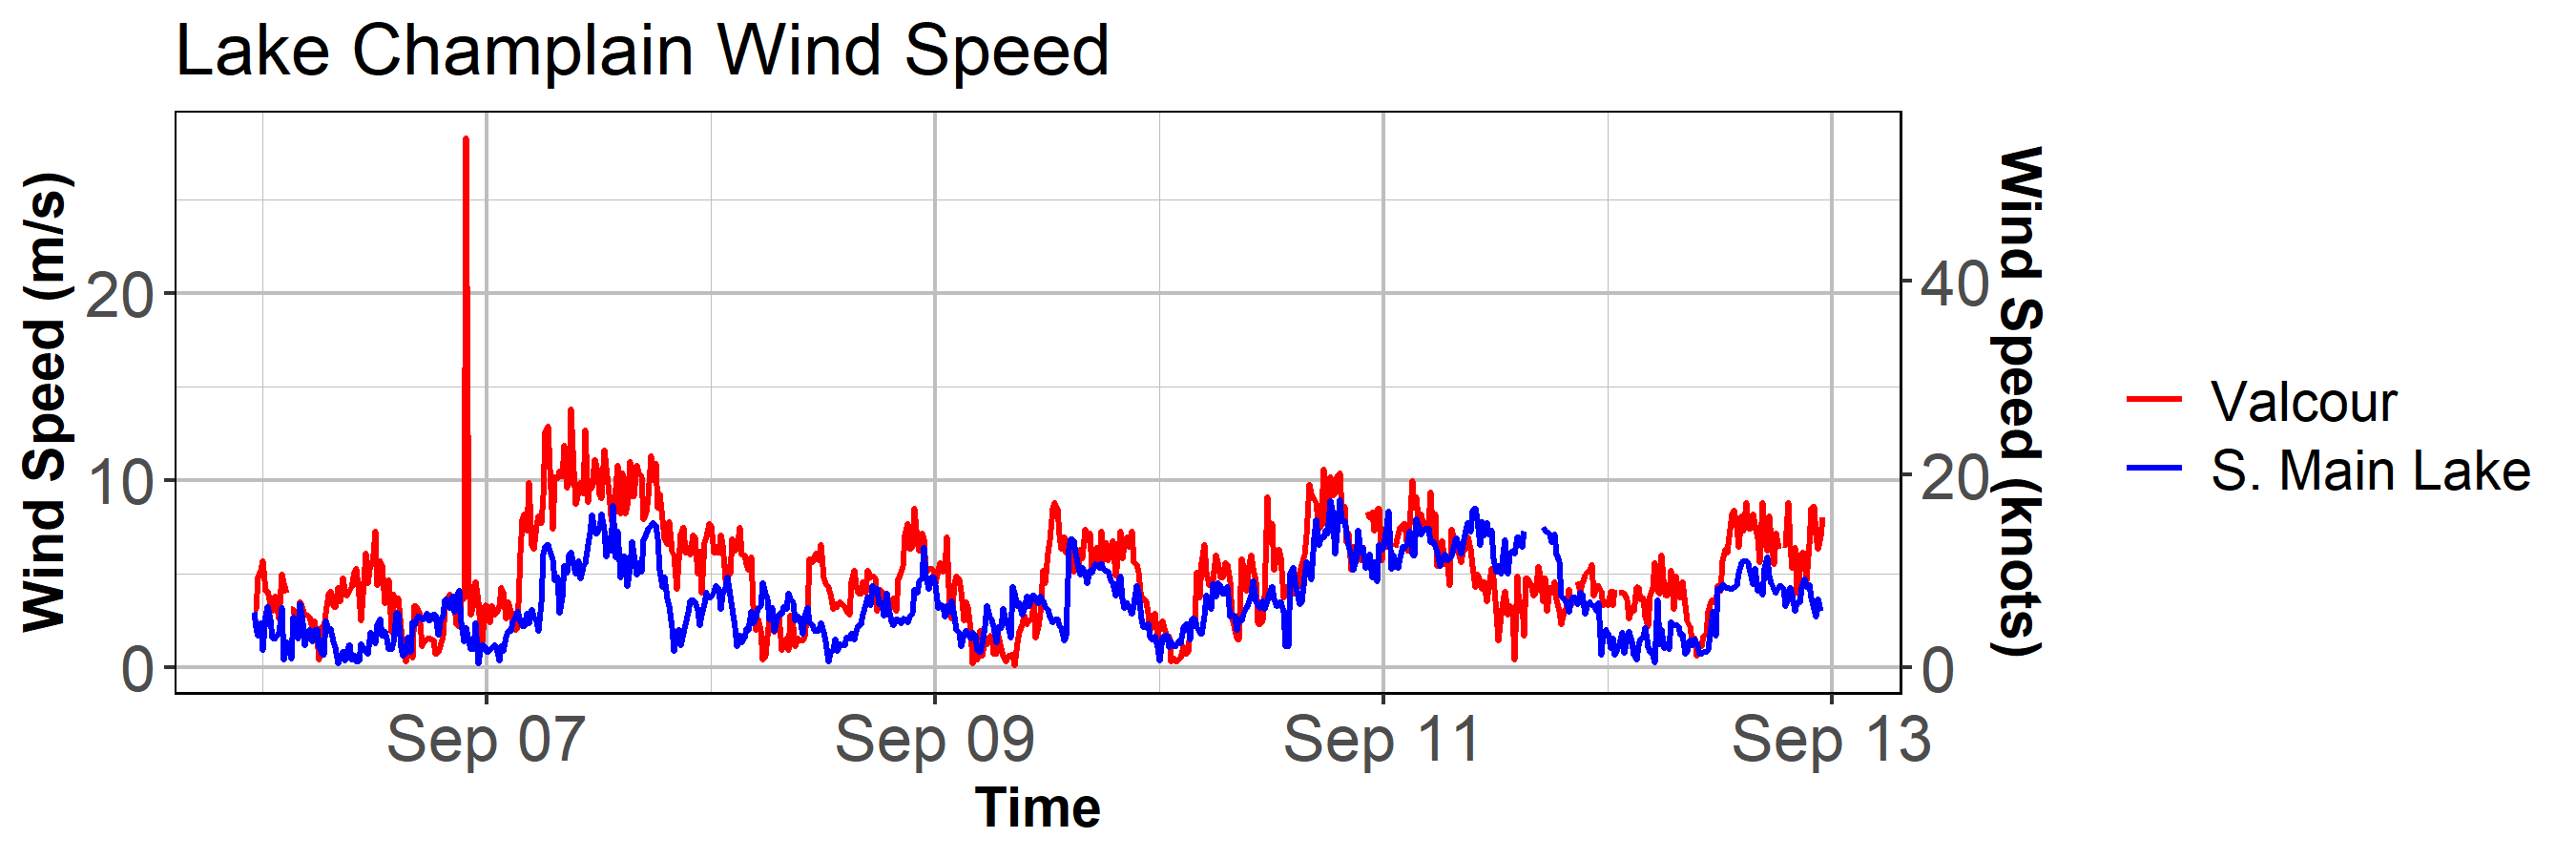 Lake Champlain Wind Speed
Wind Speed (m/s)
20
10
0
40
20
0
Wind Speed (knots)
Valcour
S. Main Lake
Sep 07
Sep 09
Sep 11
Sep 13
Time